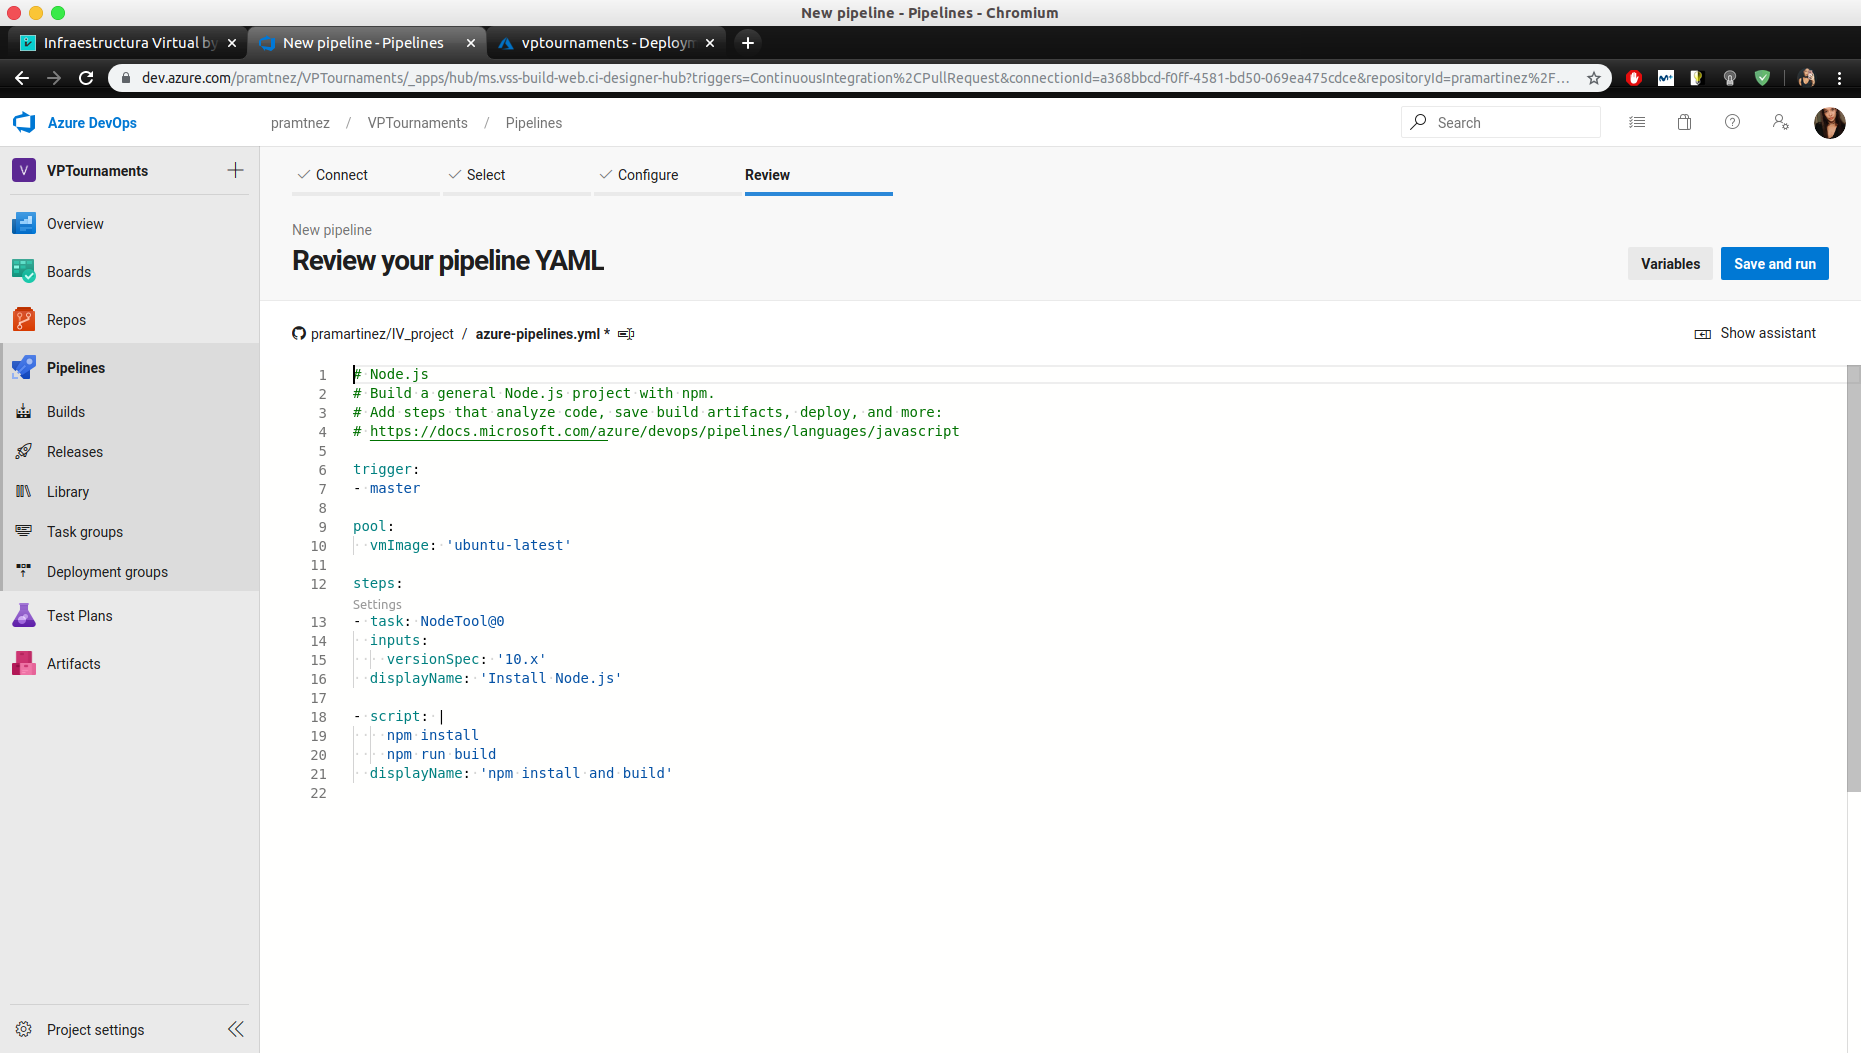 New pipeline - Pipelines - Chromium
Infraestructura Virtual by
New pipeline - Pipelines
vptournaments - Deploym
dev.azure.com/pramtnez/VPTournaments/_apps/hub/ms.vss-build-web.ci-designer-hub?triggers=ContinuousIntegration%2CPullRequest&connectionId=a368bbcd-f0ff-4581-bd50-069ea475cdce&repositoryId=pramartinez%2F...
Azure DevOps
pramtnez / VPTournaments / Pipelines
Search
V VPTournaments
Overview
Boards
Repos
Pipelines
Builds
Releases
Library
Task groups
Deployment groups
Test Plans
Artifacts
Project settings
Connect
Select
Configure
Review
New pipeline
Review your pipeline YAML
Variables
Save and run
pramartinez/IV_project / azure-pipelines.yml *
Show assistant
1 # Node.js
2 # Build a general Node.js project with npm.
3 # Add steps that analyze code, save build artifacts, deploy, and more:
4 # https://docs.microsoft.com/azure/devops/pipelines/languages/javascript
5
6 trigger:
7 - master
8
9 pool:
10   vmImage: 'ubuntu-latest'
11
12 steps:
Settings
13 - task: NodeTool@0
14   inputs:
15     versionSpec: '10.x'
16   displayName: 'Install Node.js'
17
18 - script: |
19     npm install
20     npm run build
21   displayName: 'npm install and build'
22